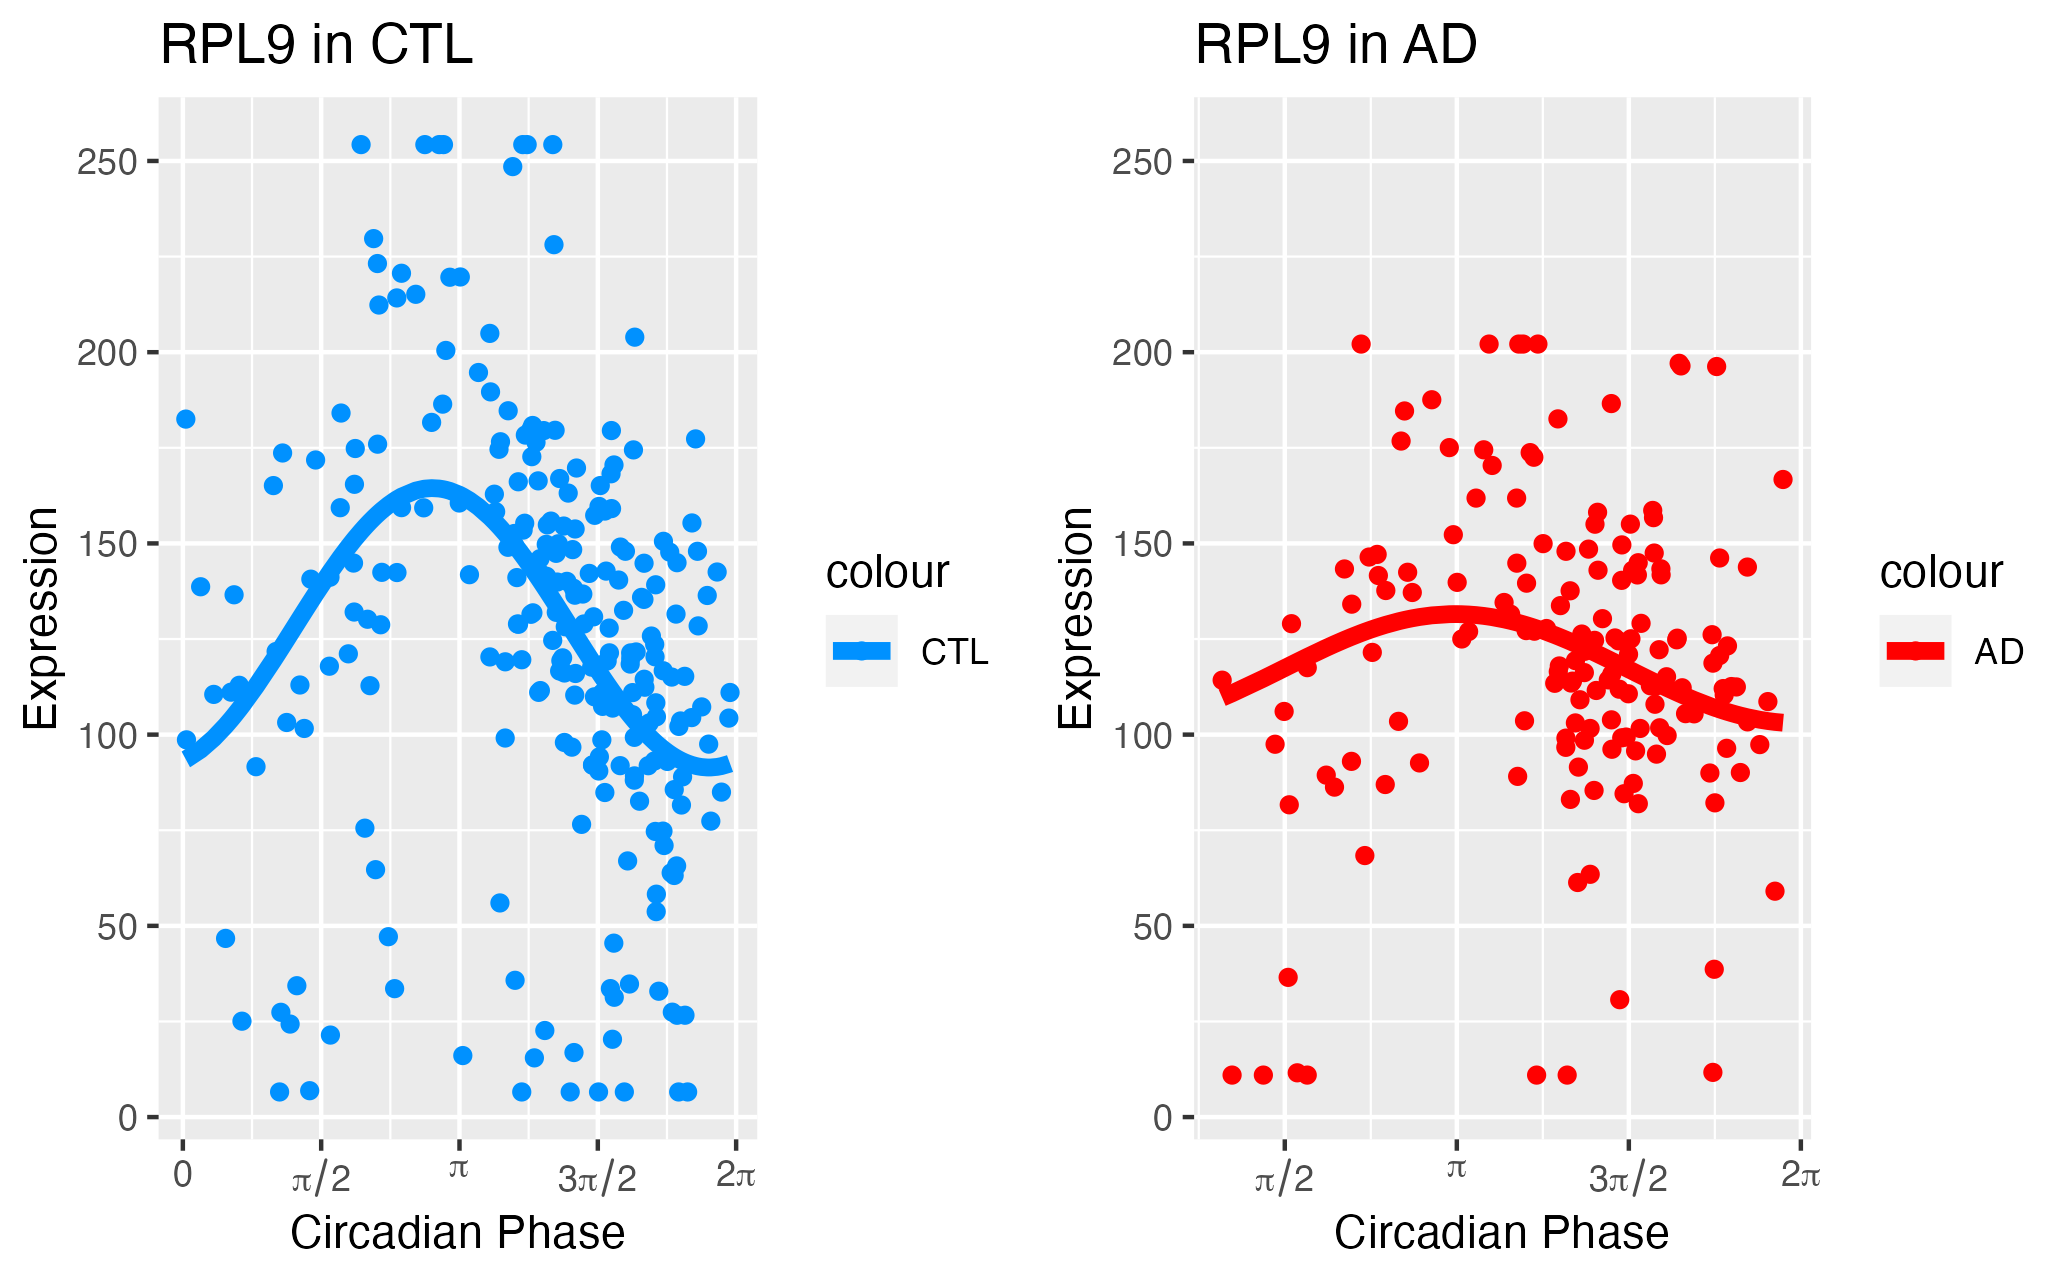 RPL9 in CTL
Expression
250
200
150
100
50
0
0 π/2 π 3π/2 2π
Circadian Phase
colour
CTL
RPL9 in AD
Expression
250
200
150
100
50
0
π/2 π 3π/2 2π
Circadian Phase
colour
AD